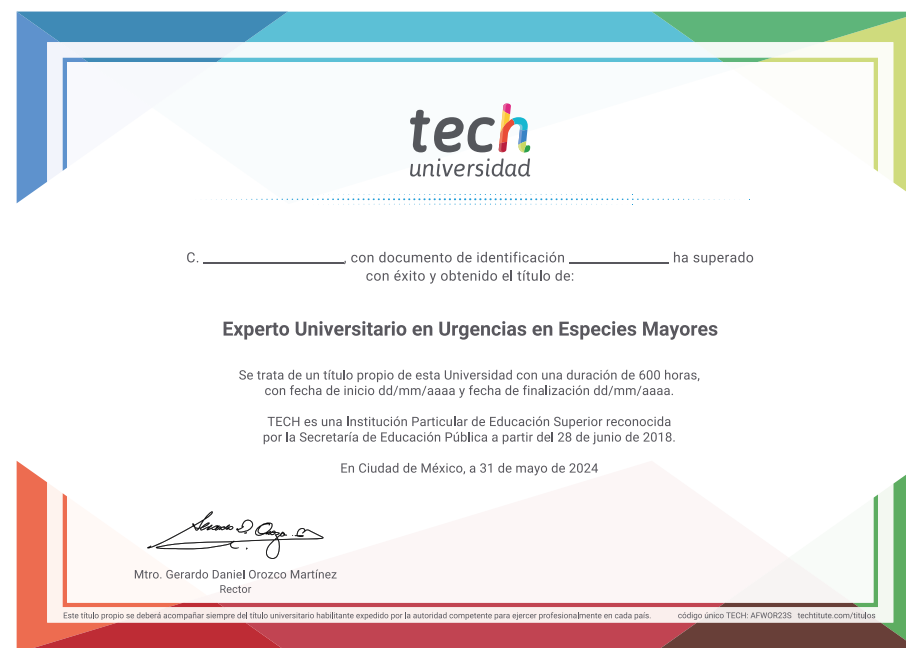 tech
universidad
C. ____________________, con documento de identificación ______________ ha superado
con éxito y obtenido el título de:
Experto Universitario en Urgencias en Especies Mayores
Se trata de un título propio de esta Universidad con una duración de 600 horas,
con fecha de inicio dd/mm/aaaa y fecha de finalización dd/mm/aaaa.
TECH es una Institución Particular de Educación Superior reconocida
por la Secretaría de Educación Pública a partir del 28 de junio de 2018.
En Ciudad de México, a 31 de mayo de 2024
Mtro. Gerardo Daniel Orozco Martínez
Rector
Este título propio se deberá acompañar siempre del título universitario habilitante expedido por la autoridad competente para ejercer profesionalmente en cada país. código único TECH: AFWOR23S techtitute.com/titulos